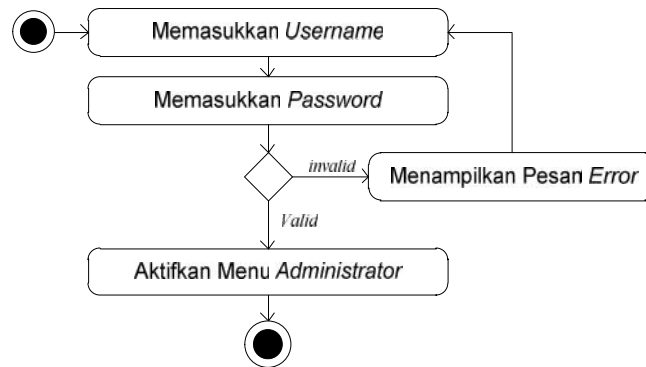 Memasukkan Username
Memasukkan Password
invalid
Menampilkan Pesan Error
Valid
Aktifkan Menu Administrator